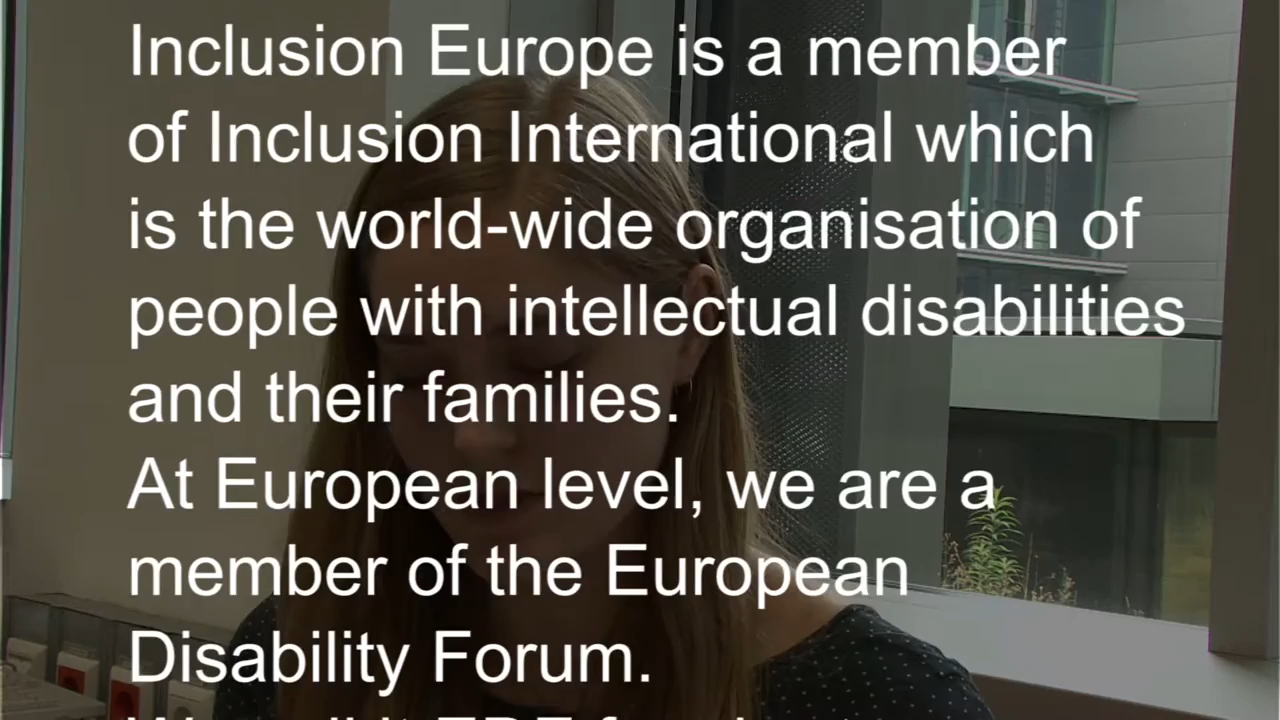 Inclusion Europe is a member
of Inclusion International which
is the world-wide organisation of
people with intellectual disabilities
and their families.
At European level, we are a
member of the European
Disability Forum.